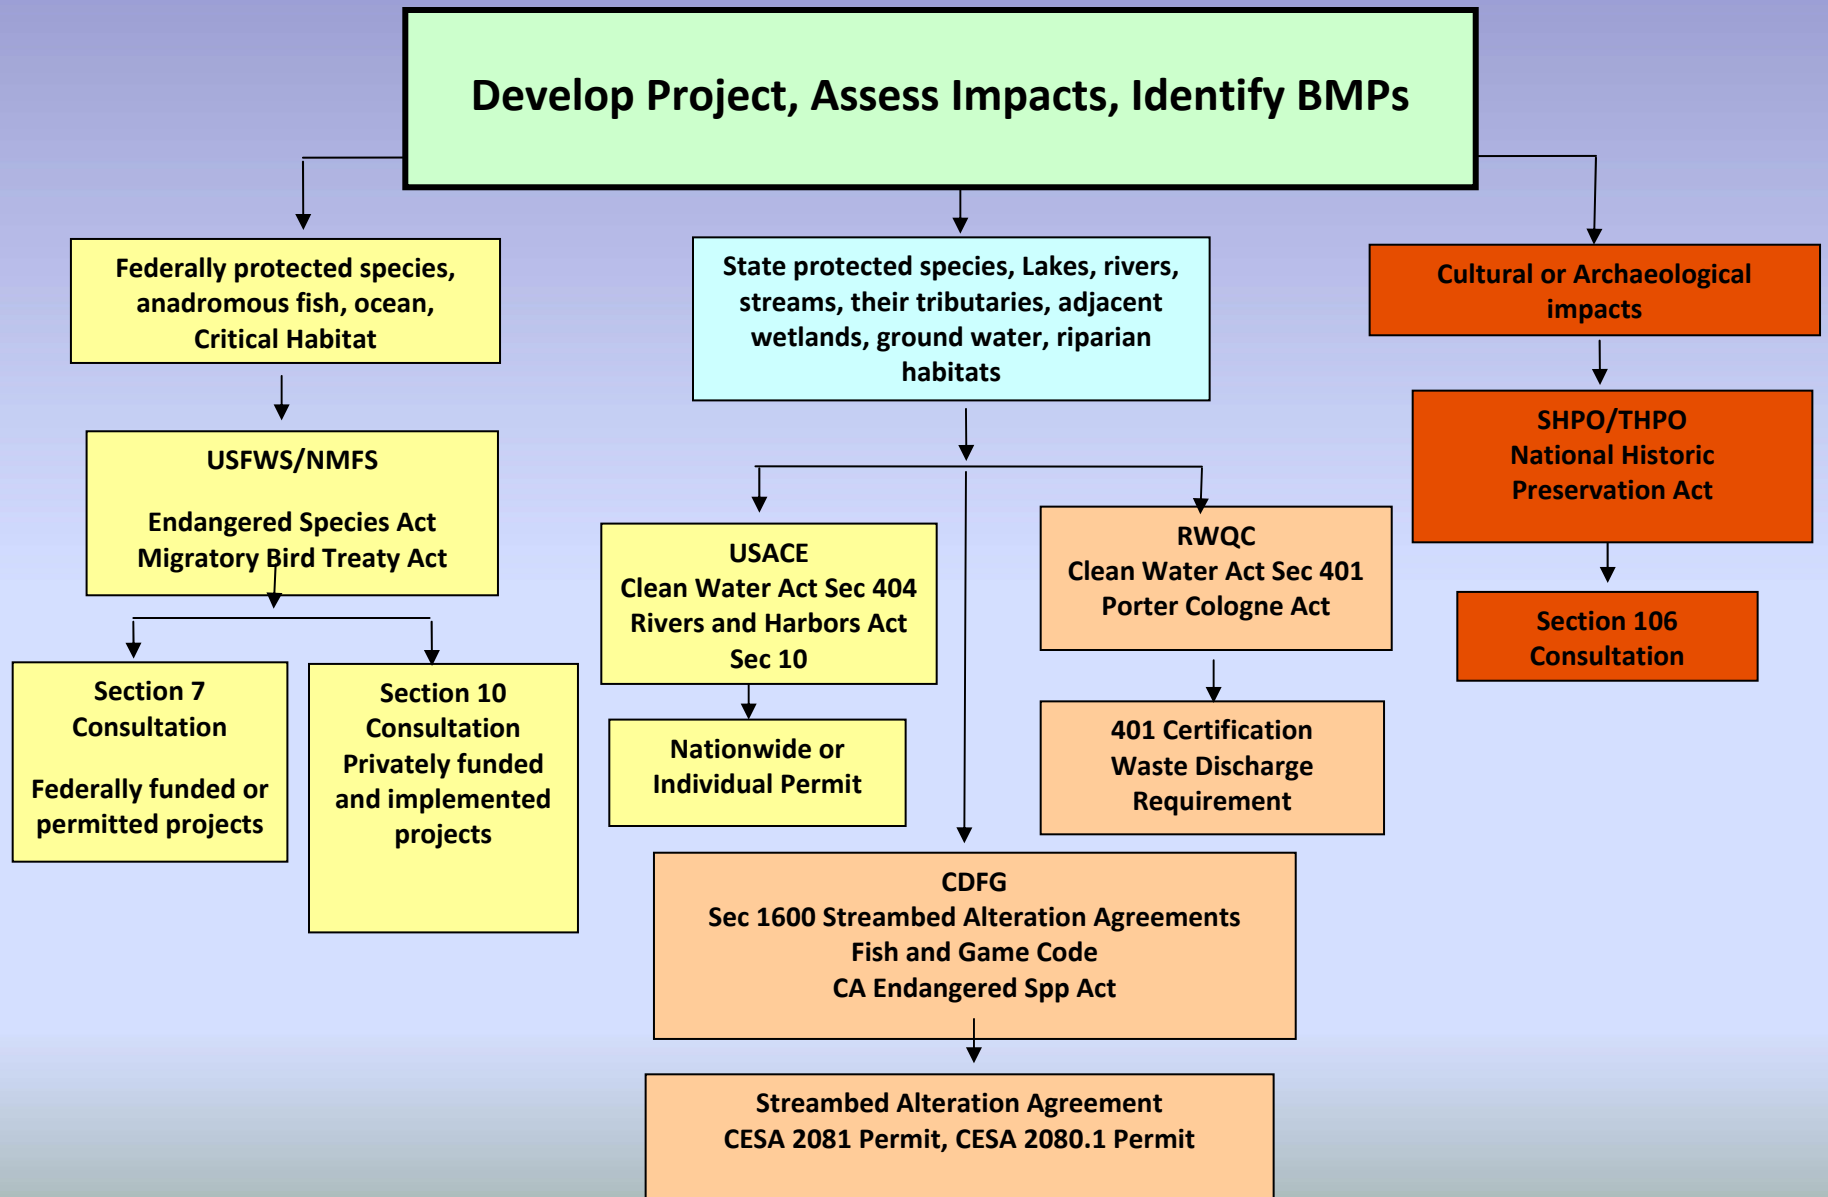 Develop Project, Assess Impacts, Identify BMPs
Federally protected species,
anadromous fish, ocean,
Critical Habitat
State protected species, Lakes, rivers,
streams, their tributaries, adjacent
wetlands, ground water, riparian
habitats
Cultural or Archaeological
impacts
USFWS/NMFS
Endangered Species Act
Migratory Bird Treaty Act
SHPO/THPO
National Historic
Preservation Act
USACE
Clean Water Act Sec 404
Rivers and Harbors Act
Sec 10
RWQC
Clean Water Act Sec 401
Porter Cologne Act
Section 106
Consultation
Section 7
Consultation
Federally funded or
permitted projects
Section 10
Consultation
Privately funded
and implemented
projects
Nationwide or
Individual Permit
401 Certification
Waste Discharge
Requirement
CDFG
Sec 1600 Streambed Alteration Agreements
Fish and Game Code
CA Endangered Spp Act
Streambed Alteration Agreement
CESA 2081 Permit, CESA 2080.1 Permit